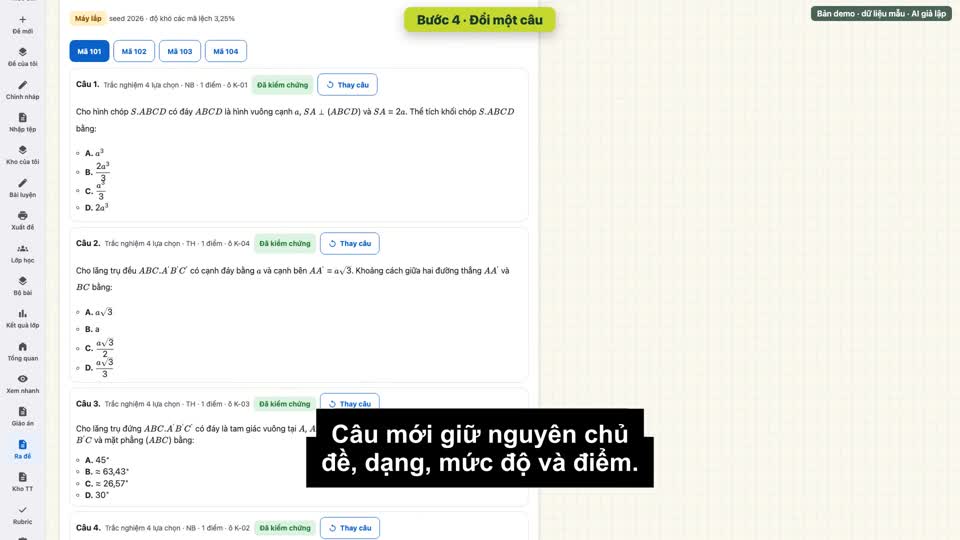 Bước 4 · Đổi một câu
Bản demo · dữ liệu mẫu · AI giả lập
Đề mới
Đề của tôi
Chỉnh nháp
Nhập tệp
Kho của tôi
Bài luyện
Xuất đề
Lớp học
Bộ bài
Kết quả lớp
Tổng quan
Xem nhanh
Giáo án
Ra đề
Kho TT
Rubric
Máy lắp seed 2026 · độ khó các mã lệch 3,25%
Mã 101 Mã 102 Mã 103 Mã 104
Câu 1. Trắc nghiệm 4 lựa chọn · NB · 1 điểm · ô K-01 Đã kiểm chứng Thay câu
Cho hình chóp S.ABCD có đáy ABCD là hình vuông cạnh a, SA ⊥ (ABCD) và SA = 2a. Thể tích khối chóp S.ABCD
bằng:
A. a³
B. 2a³/3
C. a³/3
D. 2a³
Câu 2. Trắc nghiệm 4 lựa chọn · TH · 1 điểm · ô K-04 Đã kiểm chứng Thay câu
Cho lăng trụ đều ABC.A'B'C' có cạnh đáy bằng a và cạnh bên AA' = a√3. Khoảng cách giữa hai đường thẳng AA' và
BC bằng:
A. a√3
B. a
C. a√3/2
D. a√3/3
Câu 3. Trắc nghiệm 4 lựa chọn · TH · 1 điểm · ô K-03 Đã kiểm chứng Thay câu
Cho lăng trụ đứng ABC.A'B'C' có đáy là tam giác vuông tại A,
B'C và mặt phẳng (ABC) bằng:
A. 45°
B. ≈ 63,43°
C. ≈ 26,57°
D. 30°
Câu mới giữ nguyên chủ
đề, dạng, mức độ và điểm.
Câu 4. Trắc nghiệm 4 lựa chọn · NB · 1 điểm · ô K-02 Đã kiểm chứng Thay câu